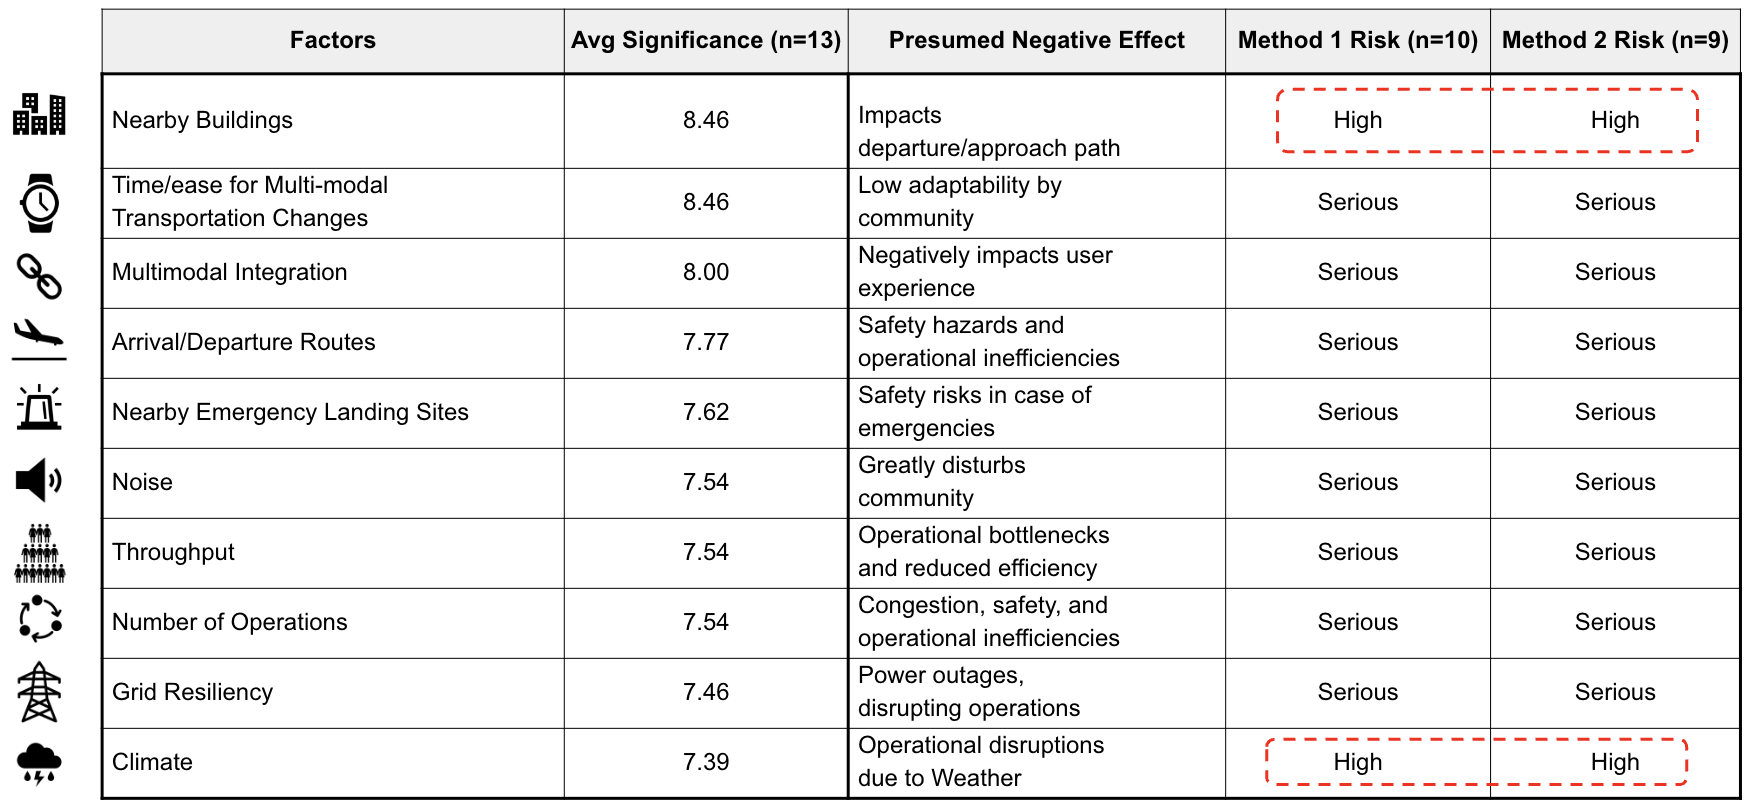 Factors Avg Significance (n=13) Presumed Negative Effect Method 1 Risk (n=10) Method 2 Risk (n=9)
Nearby Buildings 8.46 Impacts departure/approach path High High
Time/ease for Multi-modal Transportation Changes 8.46 Low adaptability by community Serious Serious
Multimodal Integration 8.00 Negatively impacts user experience Serious Serious
Arrival/Departure Routes 7.77 Safety hazards and operational inefficiencies Serious Serious
Nearby Emergency Landing Sites 7.62 Safety risks in case of emergencies Serious Serious
Noise 7.54 Greatly disturbs community Serious Serious
Throughput 7.54 Operational bottlenecks and reduced efficiency Serious Serious
Number of Operations 7.54 Congestion, safety, and operational inefficiencies Serious Serious
Grid Resiliency 7.46 Power outages, disrupting operations Serious Serious
Climate 7.39 Operational disruptions due to Weather High High